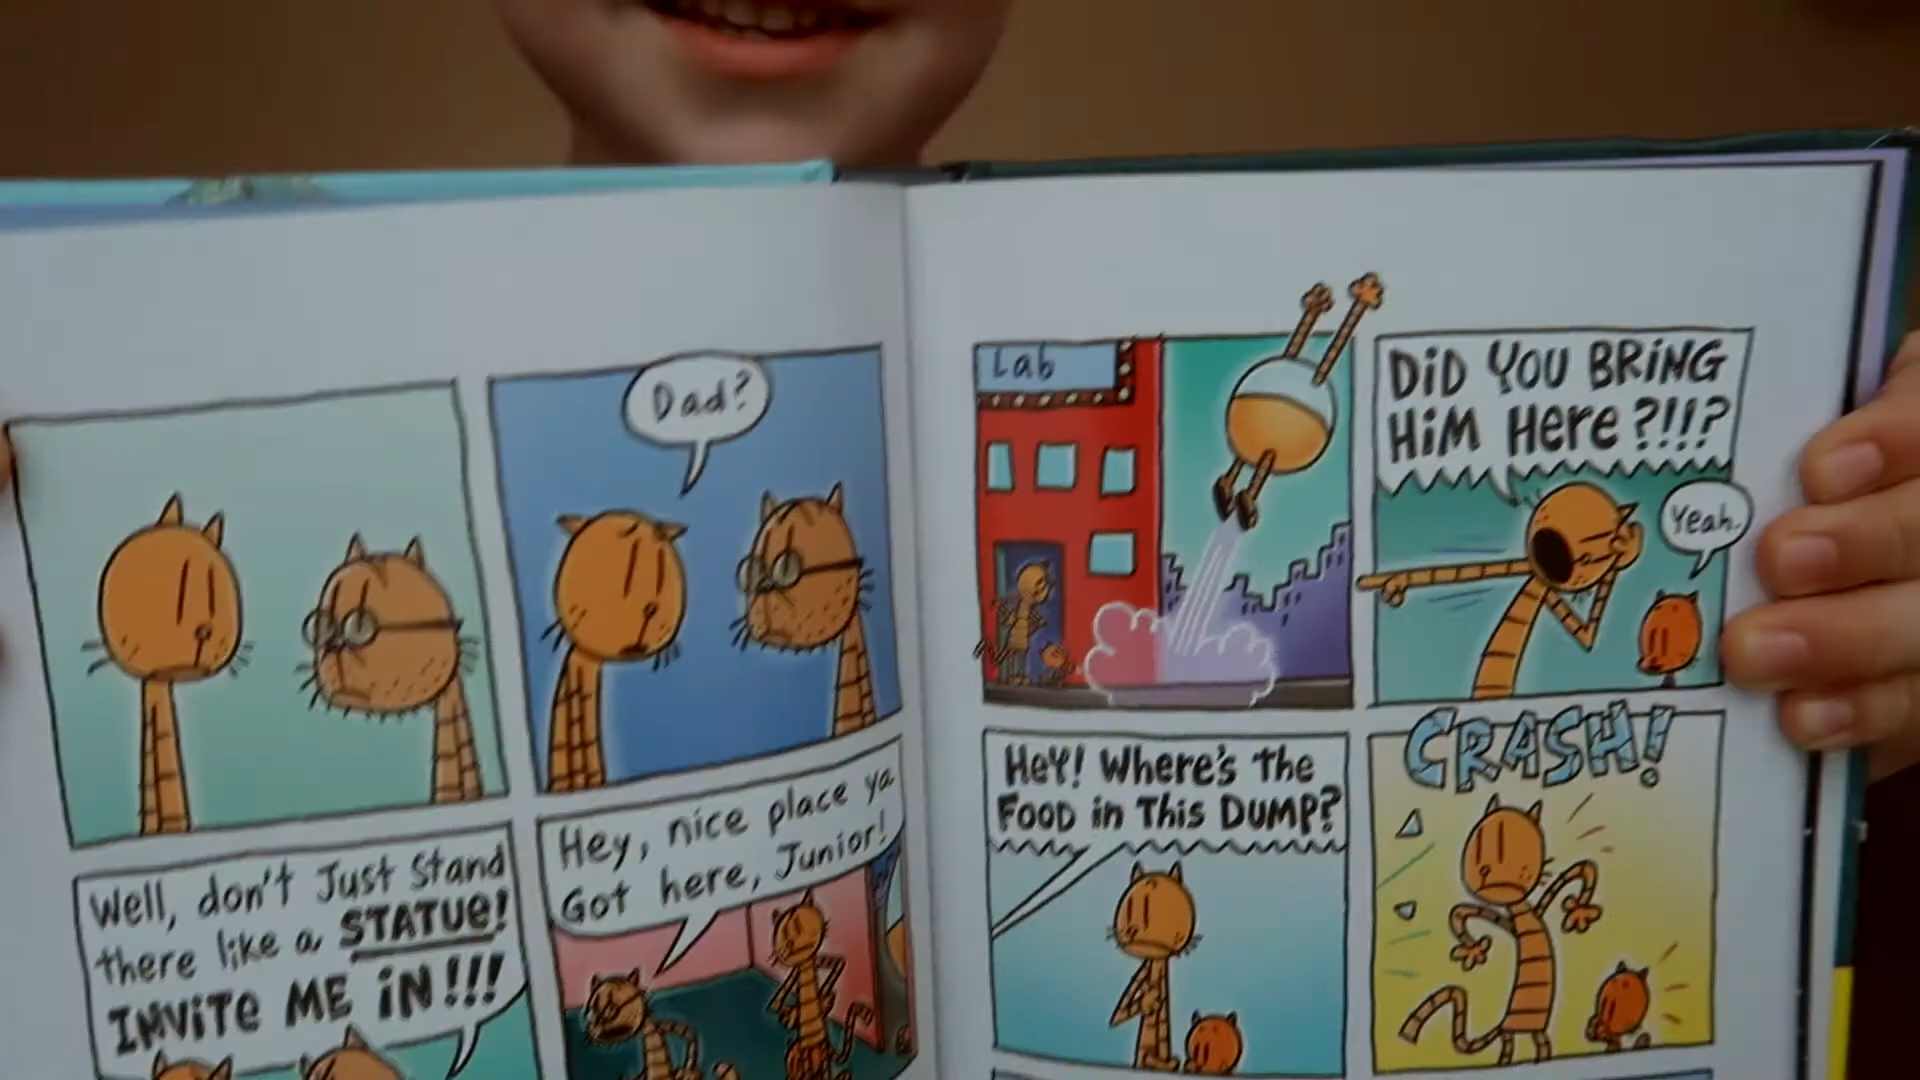 Dad?
Well, don't Just Stand
there like a STATUE!
INVITE ME iN!!!
Hey, nice place ya
Got here, Junior!
Lab
DiD YOU BRiNG
HiM Here?!!?
Yeah.
HeY! Where's The
FOOD in This DUMP?
CRASH!